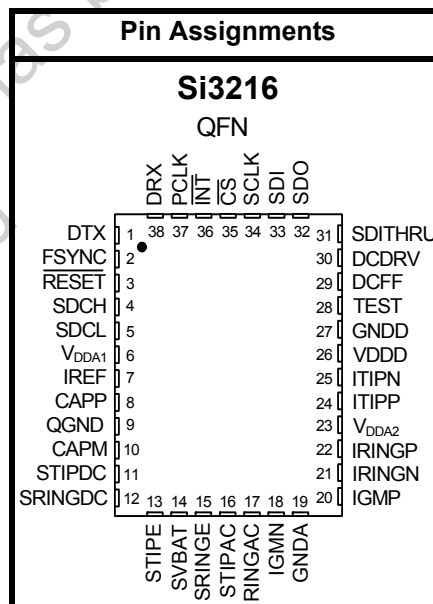 Pin Assignments
Si3216
QFN
DRX
PCLK
INT
CS
SCLK
SDI
SDO
38 37 36 35 34 33 32
DTX 1
FSYNC 2
RESET 3
SDCH 4
SDCL 5
VDDA1 6
IREF 7
CAPP 8
QGND 9
CAPM 10
STIPDC 11
SRINGDC 12
31 SDITHRU
30 DCDRV
29 DCFF
28 TEST
27 GNDD
26 VDDD
25 ITIPN
24 ITIPP
23 VDDA2
22 IRINGP
21 IRINGN
20 IGMP
13 14 15 16 17 18 19
STIPE
SVBAT
SRINGE
STIPAC
RINGAC
IGMN
GNDA